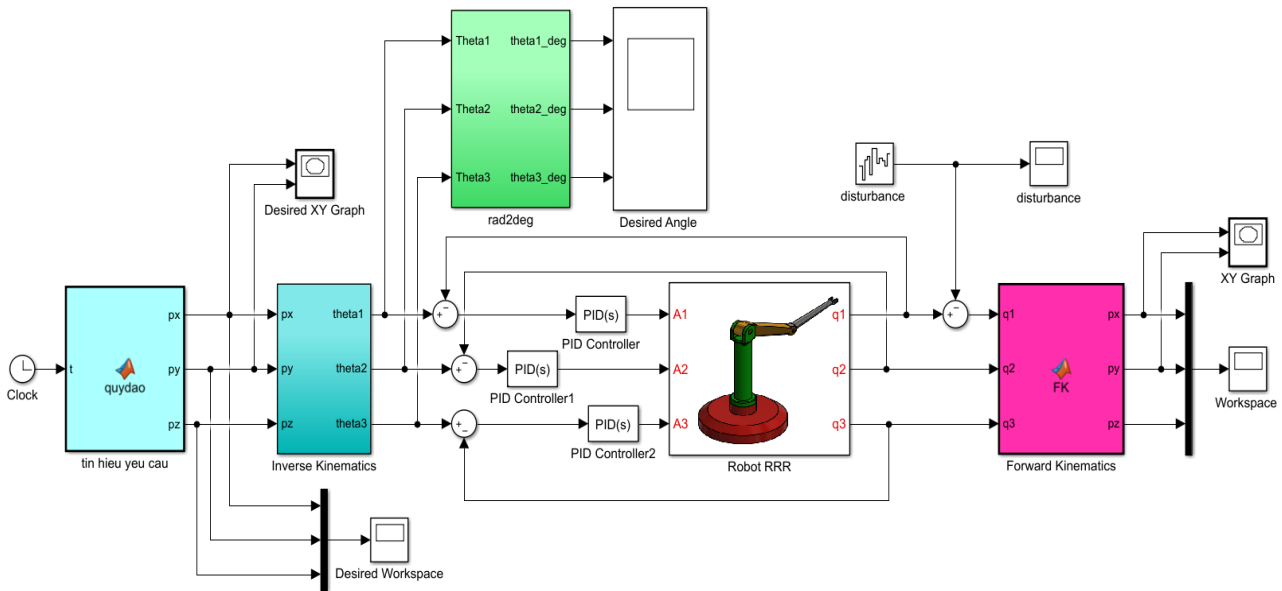 Theta1
theta1_deg
Theta2
theta2_deg
Theta3
theta3_deg
rad2deg
Desired Angle
Desired XY Graph
disturbance
disturbance
XY Graph
t
quydao
px
py
pz
tin hieu yeu cau
Clock
px
py
pz
theta1
theta2
theta3
Inverse Kinematics
+
−
+
−
+
−
PID(s)
PID Controller
PID(s)
PID Controller1
PID(s)
PID Controller2
A1
A2
A3
q1
q2
q3
Robot RRR
+
−
q1
q2
q3
FK
px
py
pz
Forward Kinematics
Workspace
Desired Workspace